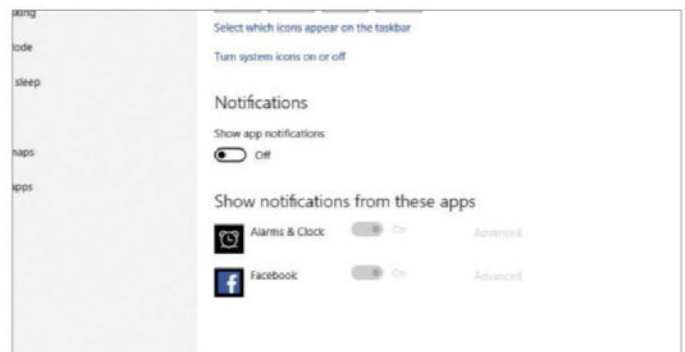 sking
lode
sleep
naps
apps
Select which icons appear on the taskbar
Turn system icons on or off
Notifications
Show app notifications
Off
Show notifications from these apps
Alarms & Clock On Advanced
Facebook On Advanced